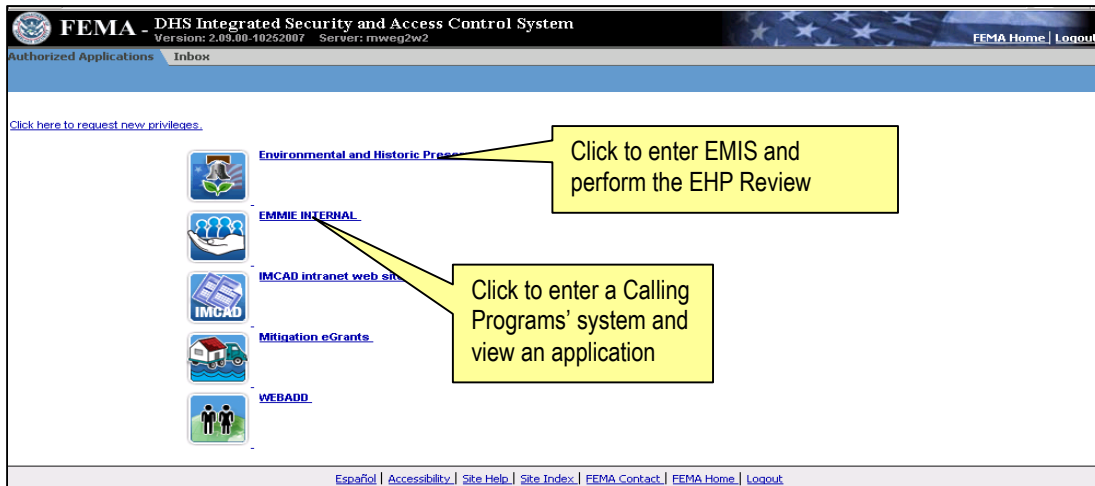 FEMA - DHS Integrated Security and Access Control System
Version: 2.09.00-10252007 Server: mweg2w2
FEMA Home | Logout
Authorized Applications Inbox
Click here to request new privileges.
Environmental and Historic
Click to enter EMIS and
perform the EHP Review
EMMIE INTERNAL
IMCAD intranet web
IMCAD
Click to enter a Calling
Programs’ system and
view an application
Mitigation eGrants
WEBADD
Español | Accessibility | Site Help | Site Index | FEMA Contact | FEMA Home | Logout